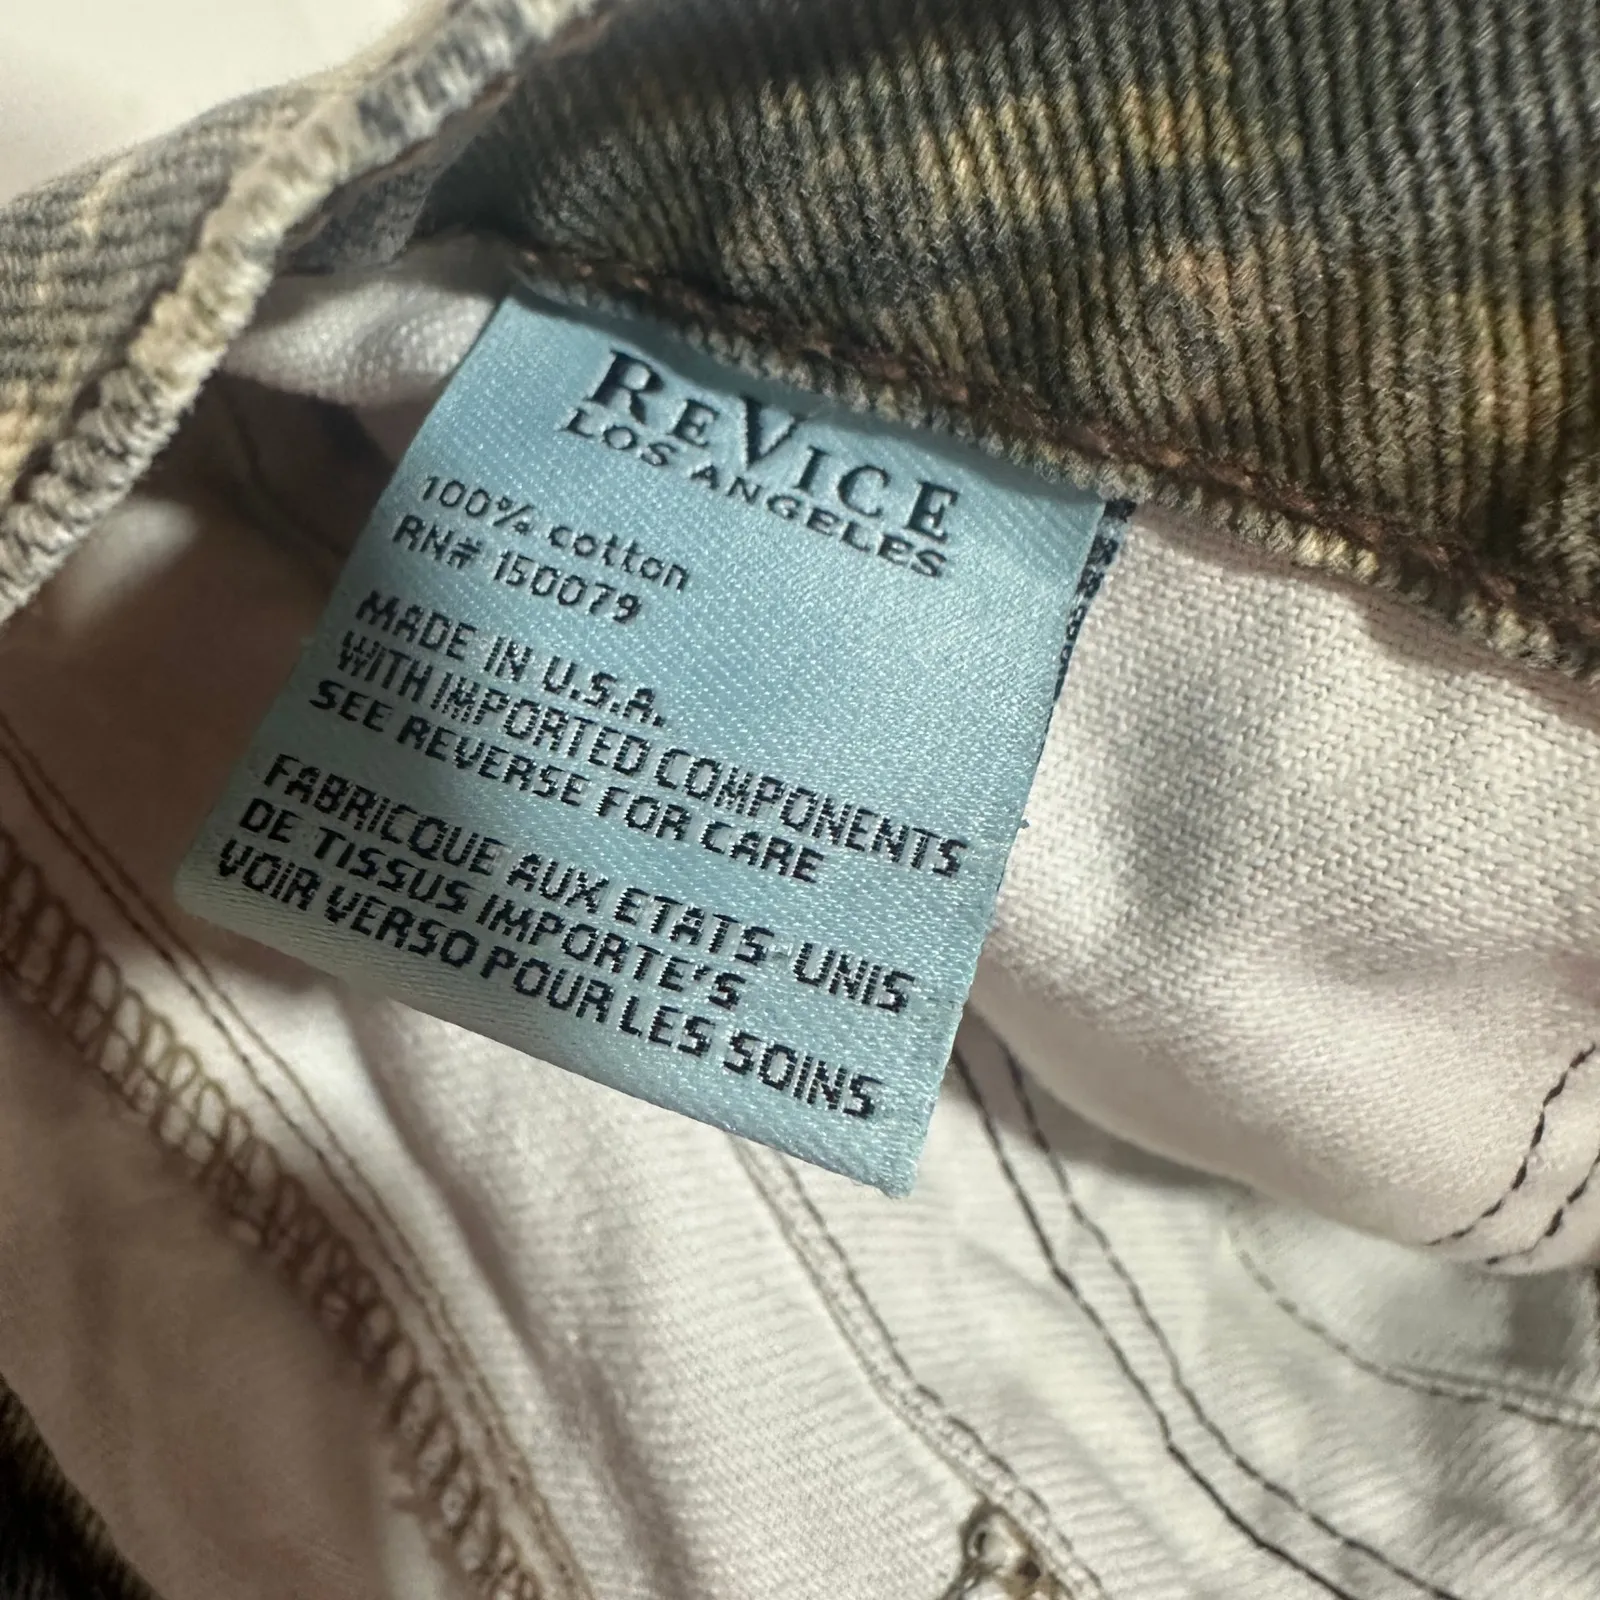 REVICE
LOS ANGELES
100% cotton
RN# 150079
MADE IN U.S.A.
WITH IMPORTED COMPONENTS
SEE REVERSE FOR CARE
FABRICQUE AUX ETATS-UNIS
DE TISSUS IMPORTE'S
VOIR VERSO POUR LES SOINS